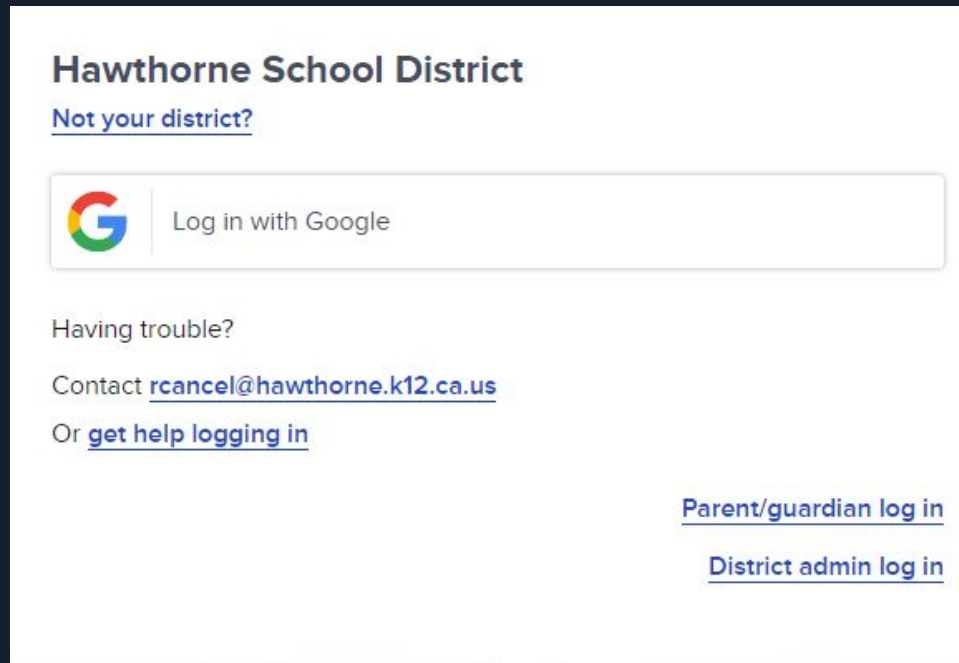 Hawthorne School District
Not your district?
Log in with Google
Having trouble?
Contact rcancel@hawthorne.k12.ca.us
Or get help logging in
Parent/guardian log in
District admin log in